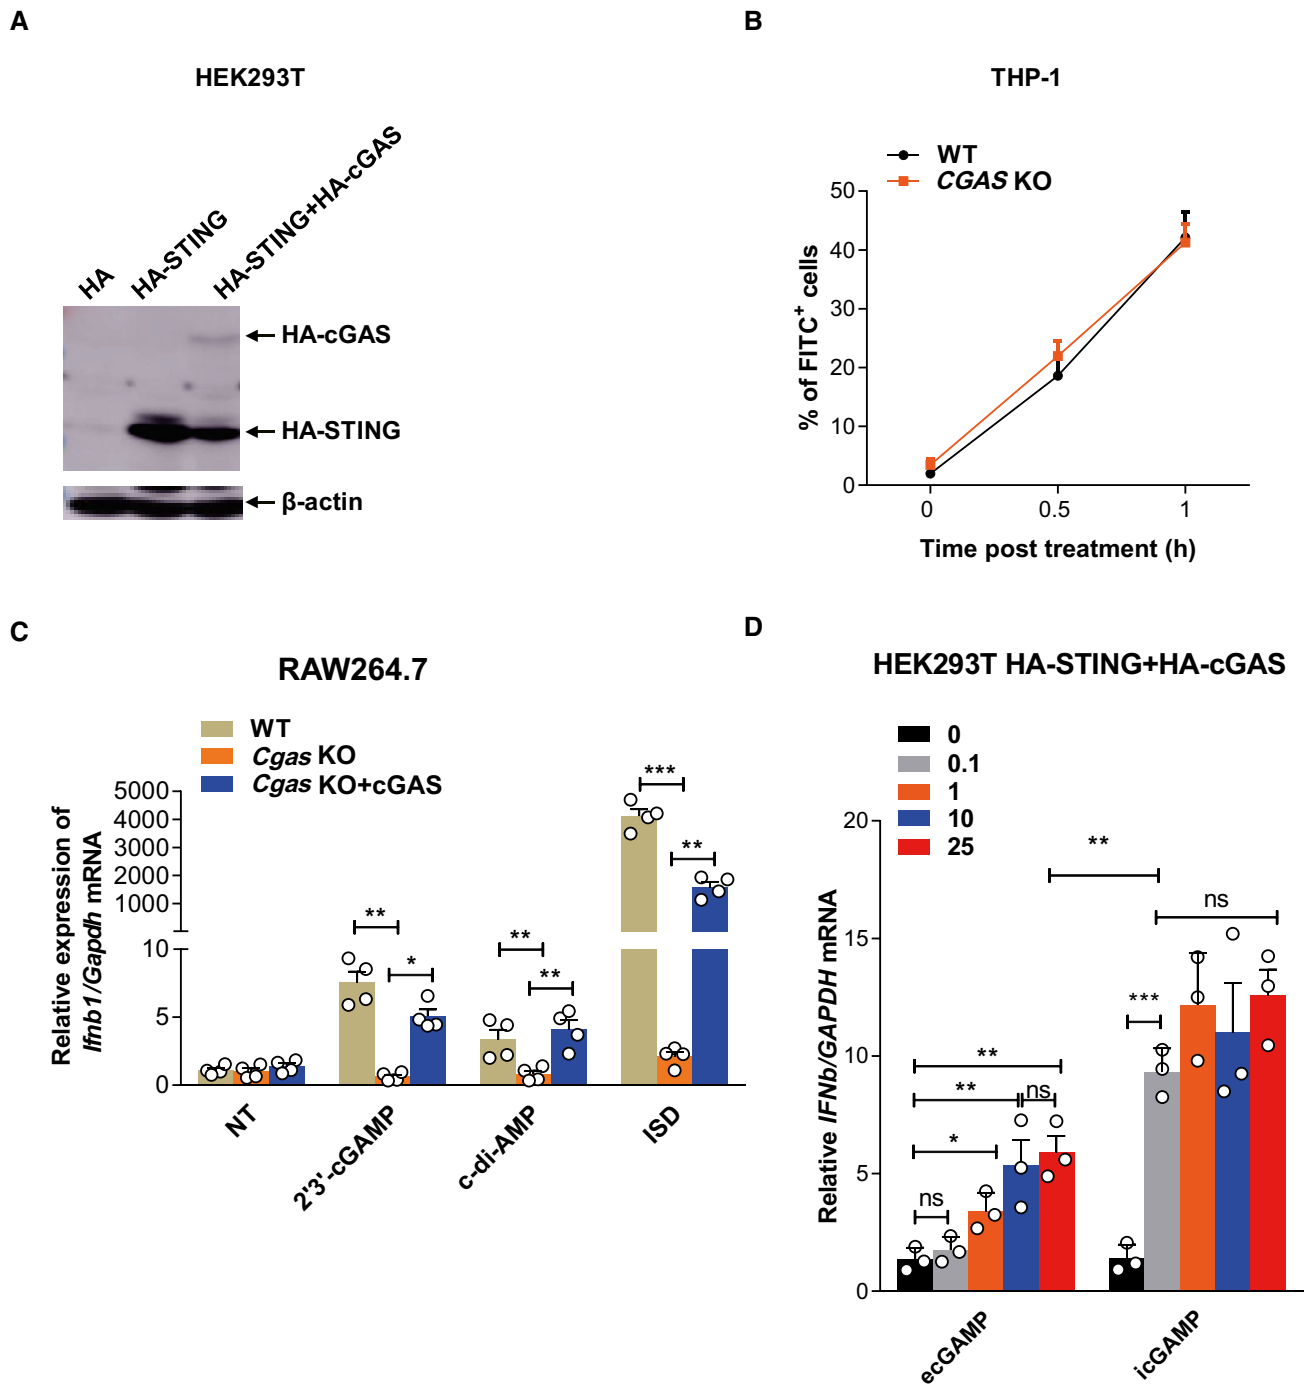 A
HEK293T
HA
HA-STING
HA-STING+HA-cGAS
HA-cGAS
HA-STING
β-actin
B
THP-1
WT
CGAS KO
% of FITC+ cells
50
40
30
20
10
0
0
0.5
1
Time post treatment (h)
C
RAW264.7
WT
Cgas KO
Cgas KO+cGAS
Relative expression of
Ifnb1/Gapdh mRNA
5000
4000
3000
2000
1000
10
5
0
**
*
**
**
***
**
NT
2'3'-cGAMP
c-di-AMP
ISD
D
HEK293T HA-STING+HA-cGAS
0
0.1
1
10
25
Relative IFNb/GAPDH mRNA
20
15
10
5
0
**
ns
***
**
**
ns
*
ns
ecGAMP
icGAMP